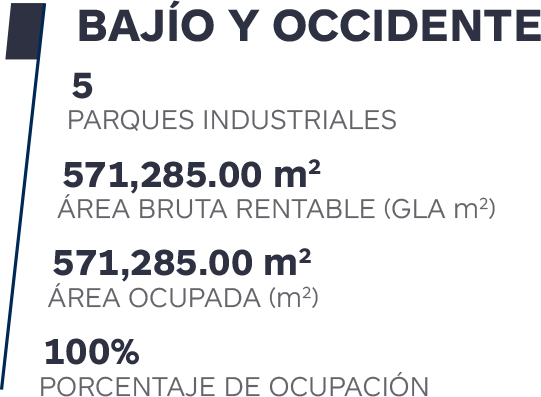 BAJÍO Y OCCIDENTE
5
PARQUES INDUSTRIALES
571,285.00 m²
ÁREA BRUTA RENTABLE (GLA m²)
571,285.00 m²
ÁREA OCUPADA (m²)
100%
PORCENTAJE DE OCUPACIÓN